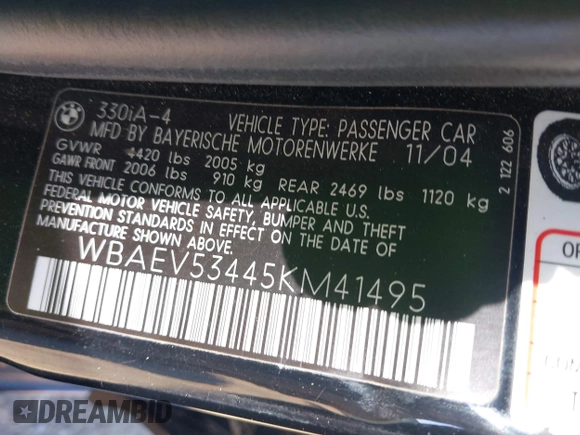 330iA-4 VEHICLE TYPE: PASSENGER CAR
MFD BY BAYERISCHE MOTORENWERKE 11/04
GVWR 4420 lbs 2005 kg
GAWR FRONT 2006 lbs 910 kg REAR 2469 lbs 1120 kg
THIS VEHICLE CONFORMS TO ALL APPLICABLE U.S.
FEDERAL MOTOR VEHICLE SAFETY, BUMPER AND THEFT
PREVENTION STANDARDS IN EFFECT ON THE DATE OF
MANUFACTURE SHOWN ABOVE.
WBAEV53445KM41495
2 122 606
DREAMBID